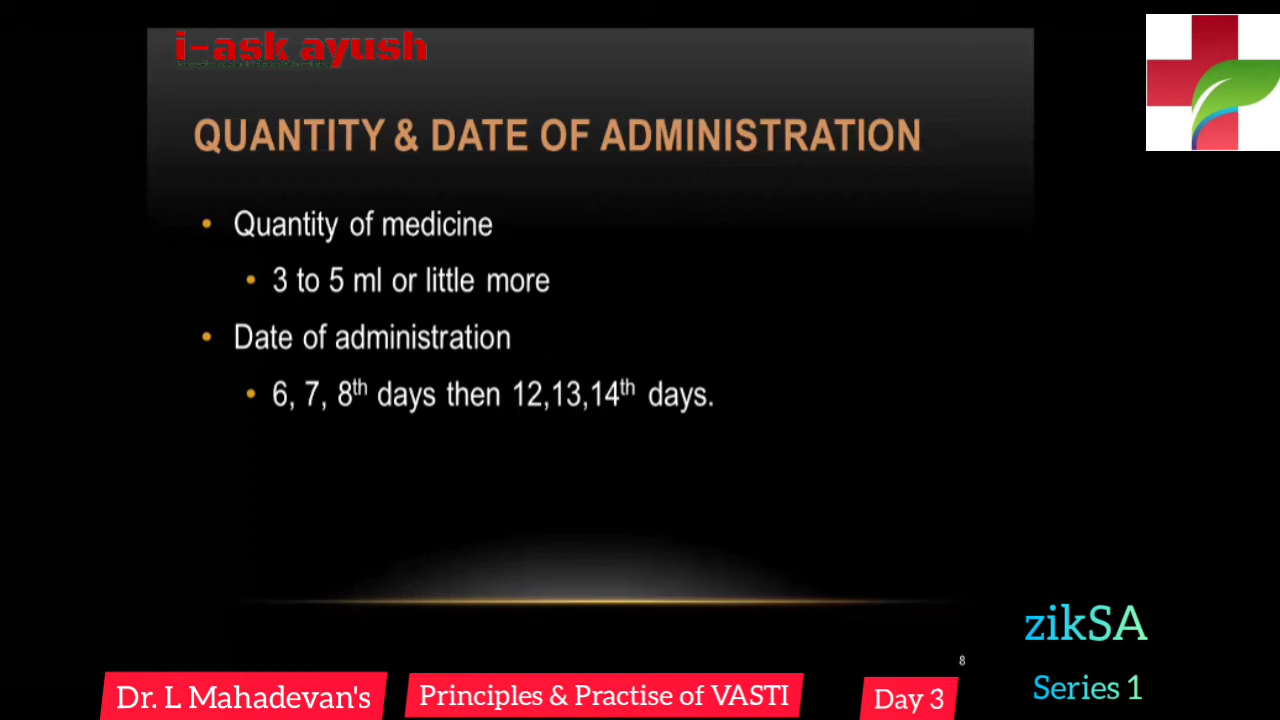 i-ask ayush
QUANTITY & DATE OF ADMINISTRATION
• Quantity of medicine
• 3 to 5 ml or little more
• Date of administration
• 6, 7, 8th days then 12,13,14th days.
8
zikSA
Series 1
Dr. L Mahadevan's
Principles & Practise of VASTI
Day 3